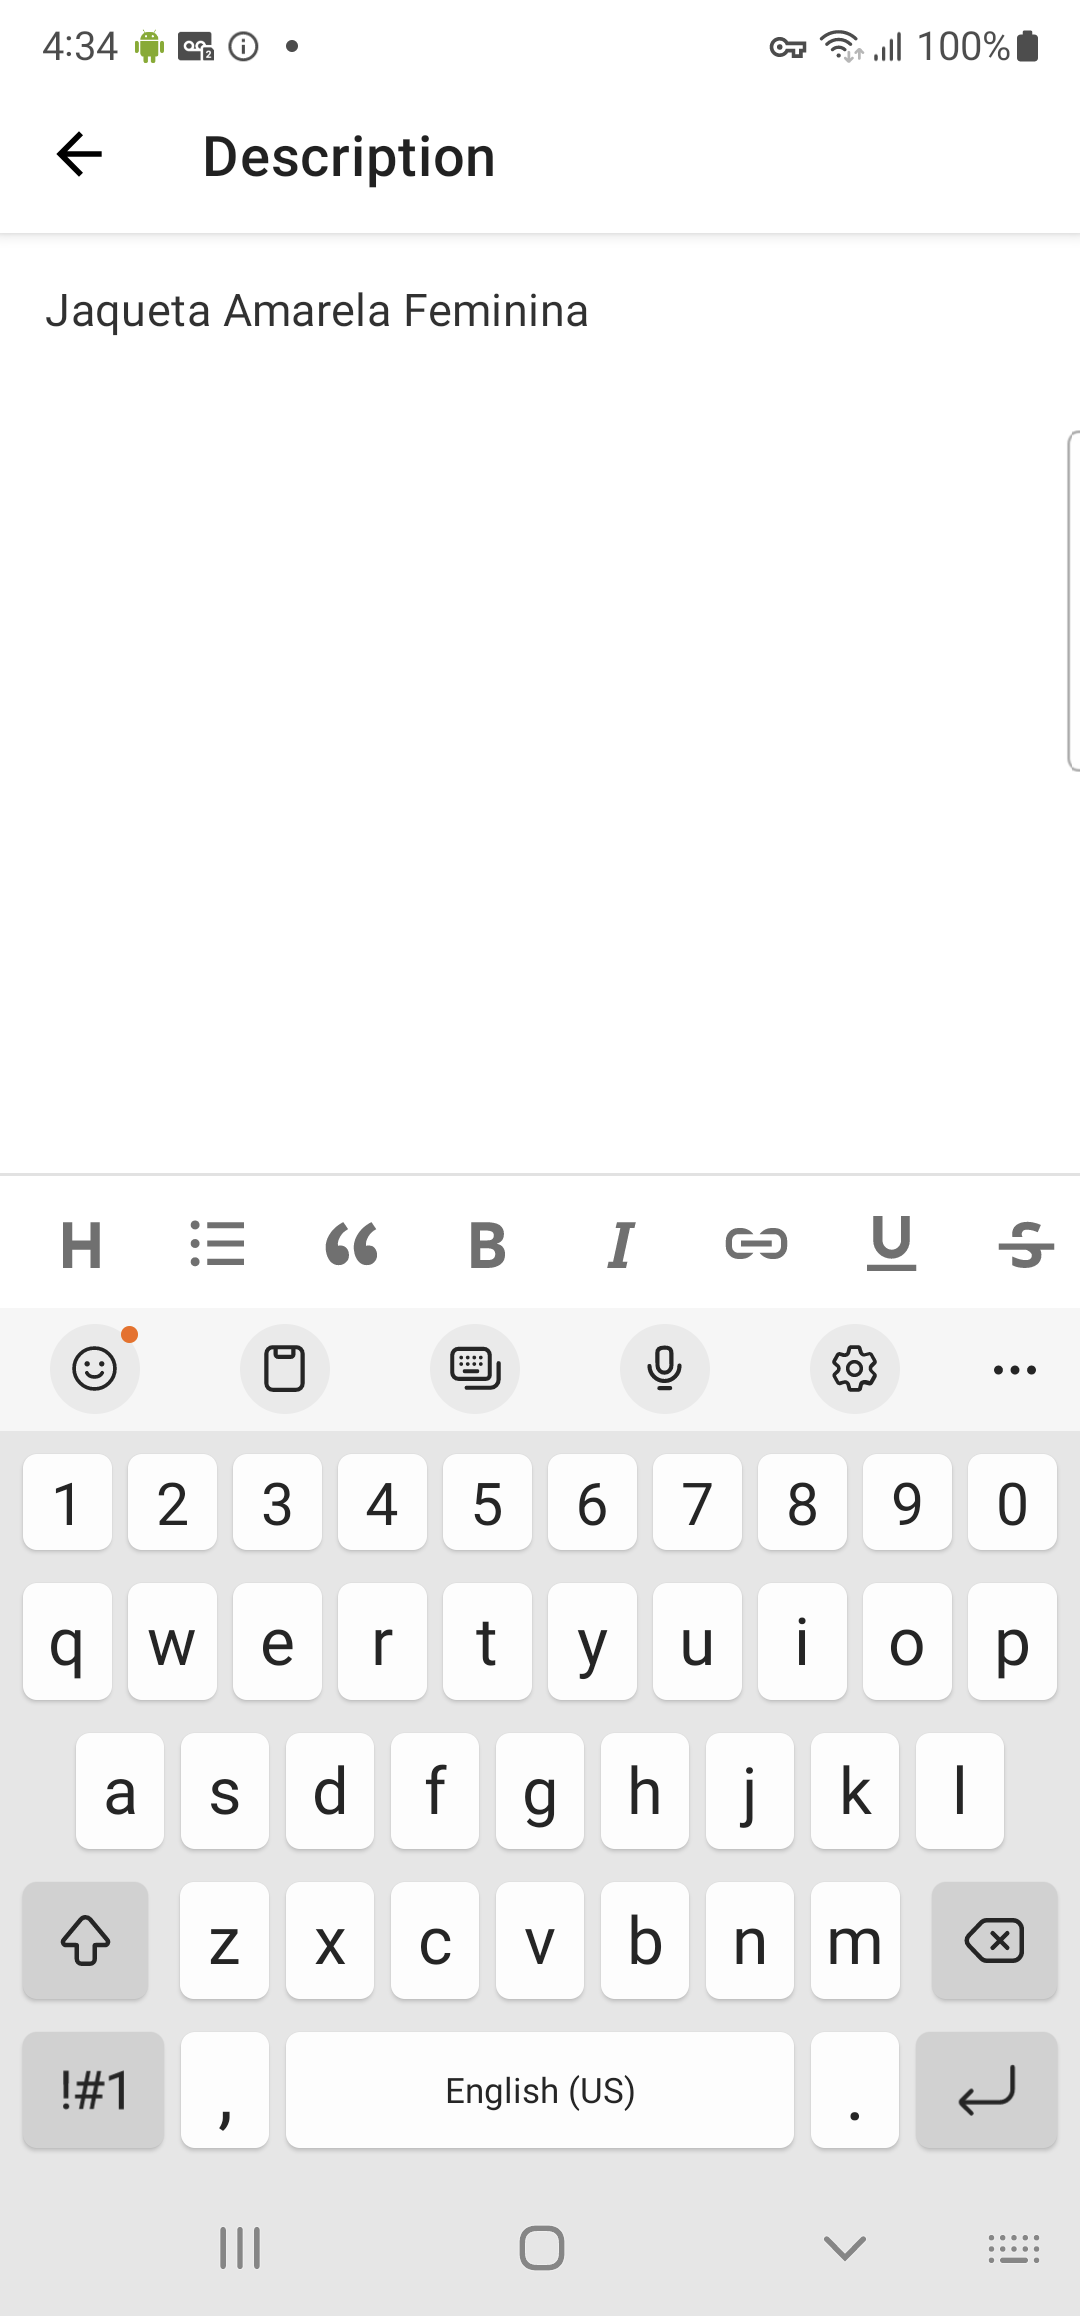 4:34
100%
Description
Jaqueta Amarela Feminina
H B I U S
1 2 3 4 5 6 7 8 9 0
q w e r t y u i o p
a s d f g h j k l
z x c v b n m
!#1 , English (US) .